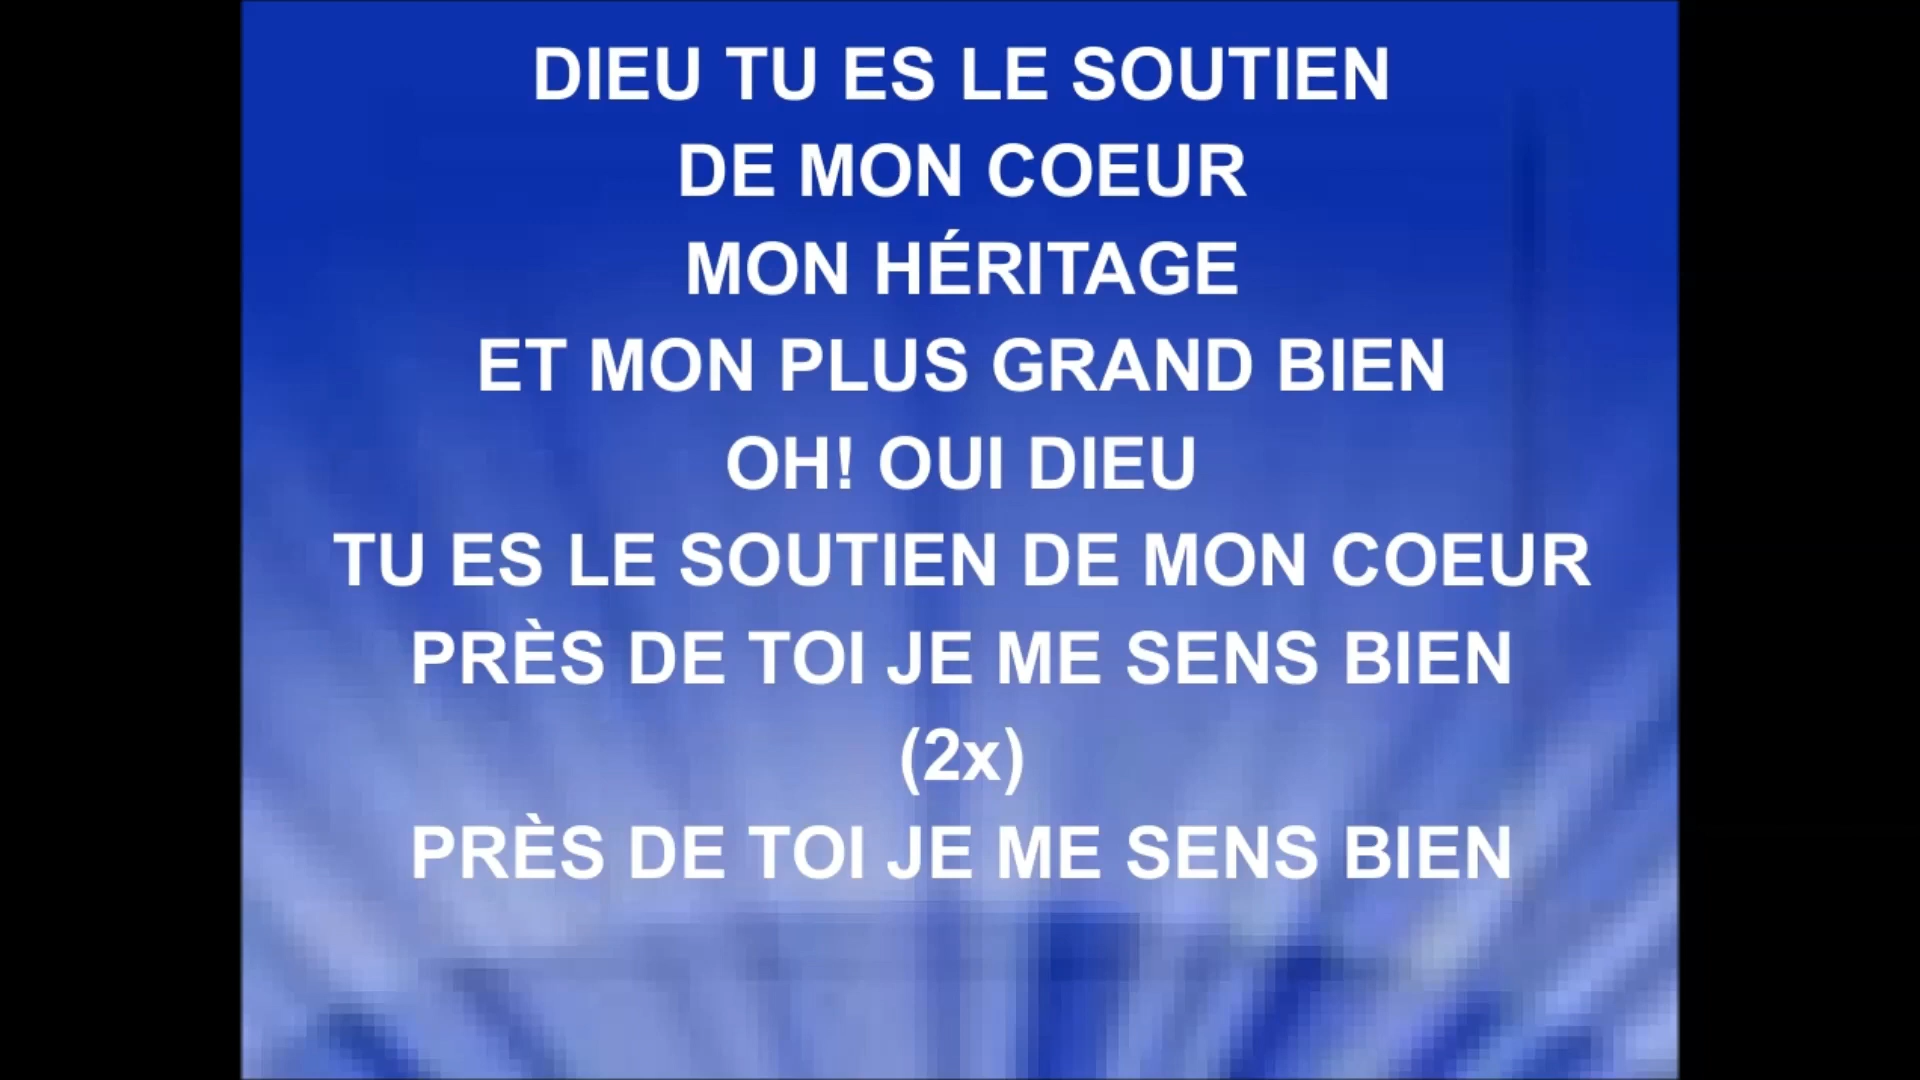 DIEU TU ES LE SOUTIEN
DE MON COEUR
MON HÉRITAGE
ET MON PLUS GRAND BIEN
OH! OUI DIEU
TU ES LE SOUTIEN DE MON COEUR
PRÈS DE TOI JE ME SENS BIEN
(2x)
PRÈS DE TOI JE ME SENS BIEN